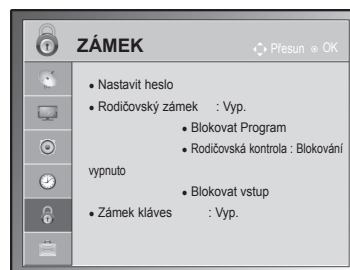 ZÁMEK
Přesun OK
• Nastavit heslo
• Rodičovský zámek : Vyp.
• Blokovat Program
• Rodičovská kontrola : Blokování
vypnuto
• Blokovat vstup
• Zámek kláves : Vyp.